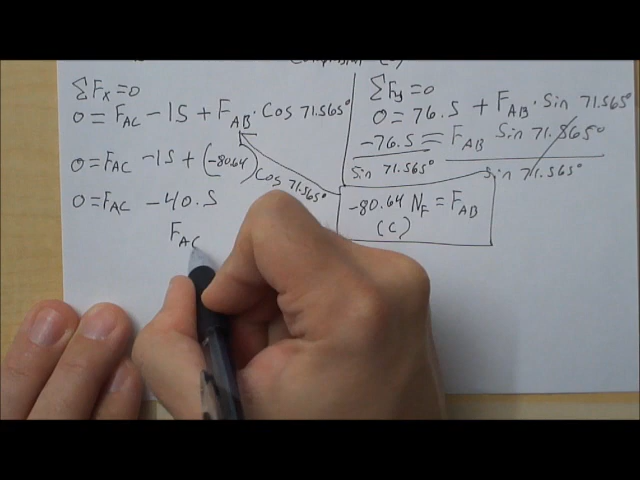 ΣFx = 0
0 = FAC - 15 + FAB · Cos 71.565°
0 = FAC - 15 + (-80.64) Cos 71.565°
0 = FAC - 40.5
FAC
ΣFy = 0
0 = 76.5 + FAB · Sin 71.565°
-76.5 = FAB Sin 71.565°
Sin 71.565° Sin 71.565°
-80.64 NF = FAB
(C)